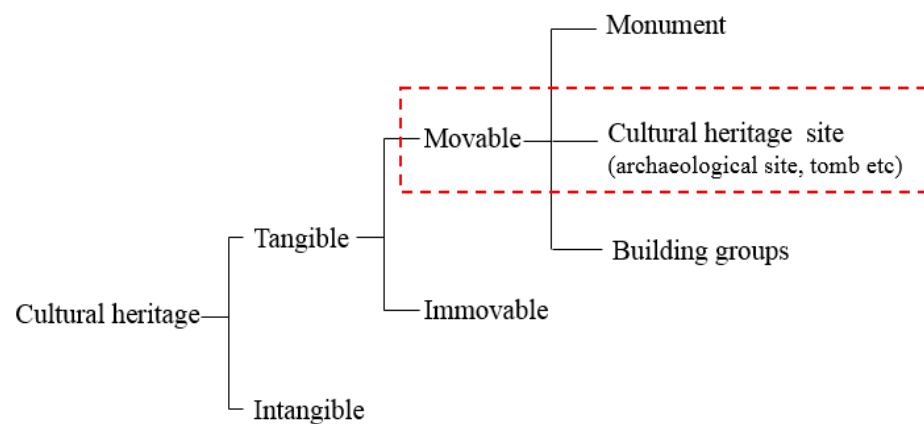 Monument
Movable
Cultural heritage site
(archaeological site, tomb etc)
Tangible
Building groups
Cultural heritage
Immovable
Intangible